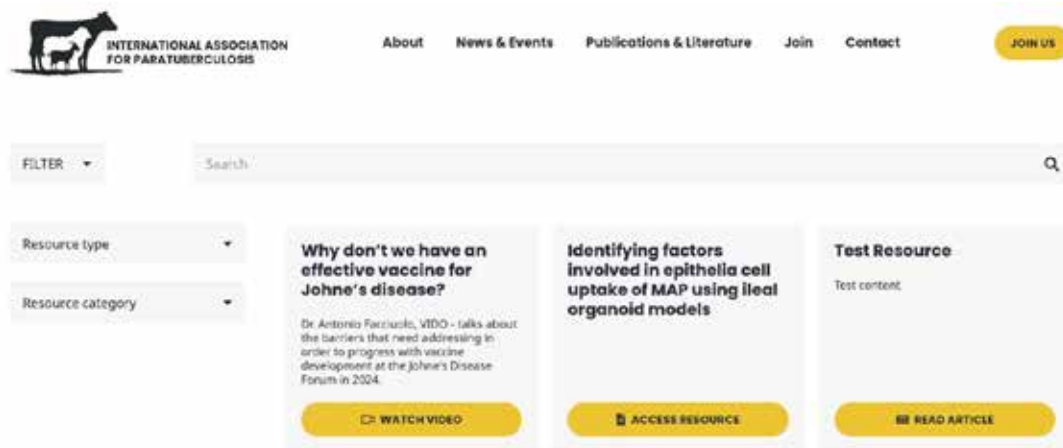 INTERNATIONAL ASSOCIATION
FOR PARATUBERCULOSIS
About
News & Events
Publications & Literature
Join
Contact
JOIN US
FILTER
Search
Resource type
Resource category
Why don't we have an
effective vaccine for
Johne's disease?
Dr. Antonio Facciuolo, VIDO - talks about
the barriers that need addressing in
order to progress with vaccine
development at the Johne's Disease
Forum in 2024.
WATCH VIDEO
Identifying factors
involved in epithelia cell
uptake of MAP using ileal
organoid models
ACCESS RESOURCE
Test Resource
Test content
READ ARTICLE